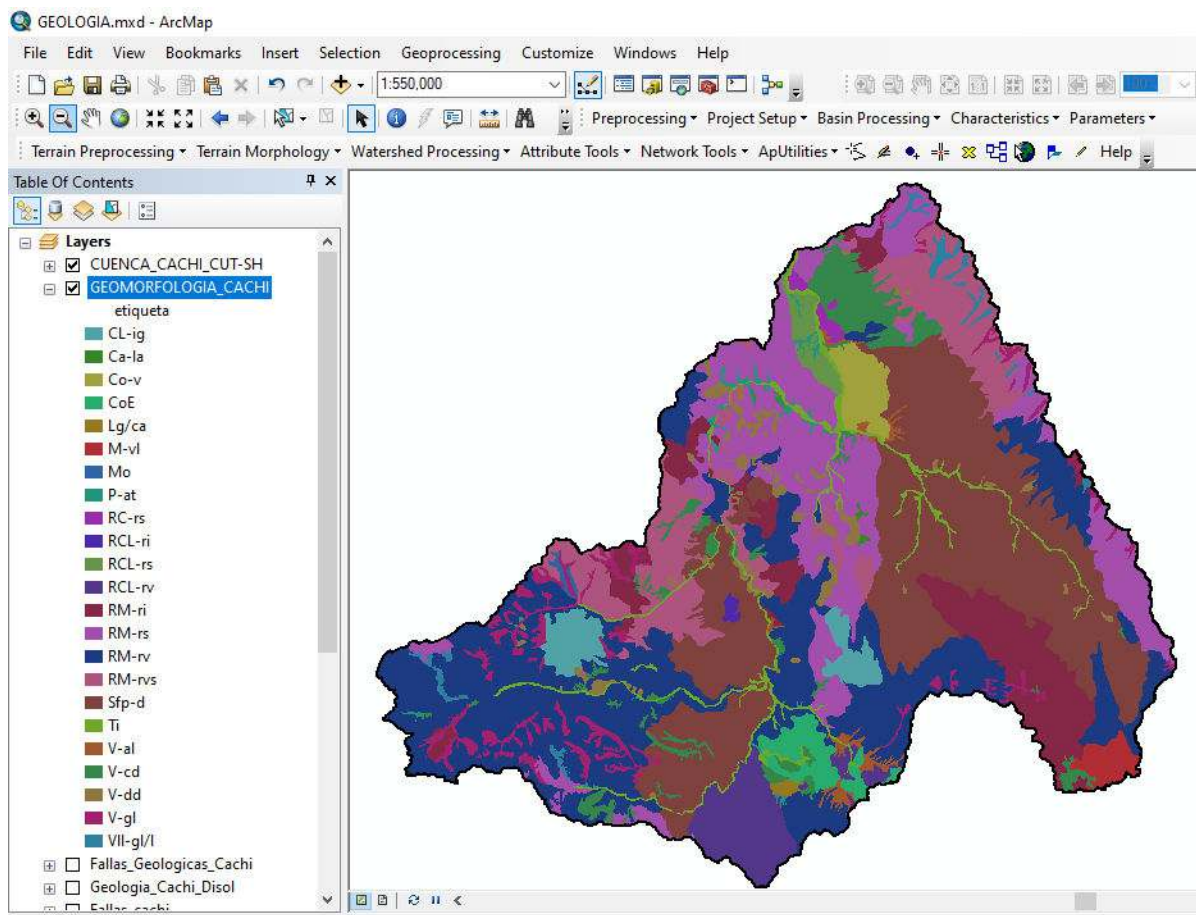 GEOLOGIA.mxd - ArcMap
File Edit View Bookmarks Insert Selection Geoprocessing Customize Windows Help
1:550,000
Preprocessing Project Setup Basin Processing Characteristics Parameters
Terrain Preprocessing Terrain Morphology Watershed Processing Attribute Tools Network Tools ApUtilities Help
Table Of Contents
Layers
CUENCA_CACHI_CUT-SH
GEOMORFOLOGIA_CACHI
etiqueta
CL-ig
Ca-la
Co-v
CoE
Lg/ca
M-vl
Mo
P-at
RC-rs
RCL-ri
RCL-rs
RCL-rv
RM-ri
RM-rs
RM-rv
RM-rvs
Sfp-d
Ti
V-al
V-cd
V-dd
V-gl
VII-gl/l
Fallas_Geologicas_Cachi
Geologia_Cachi_Disol
Fallas_cachi